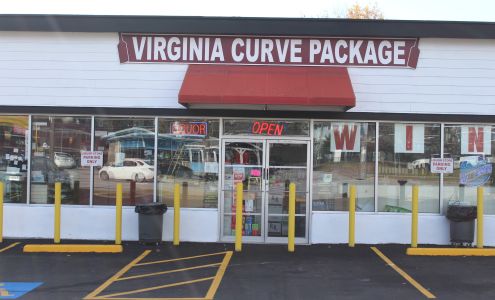 VIRGINIA CURVE PACKAGE
LIQUOR
OPEN
W I N
PARKING
ONLY
PARKING
ONLY